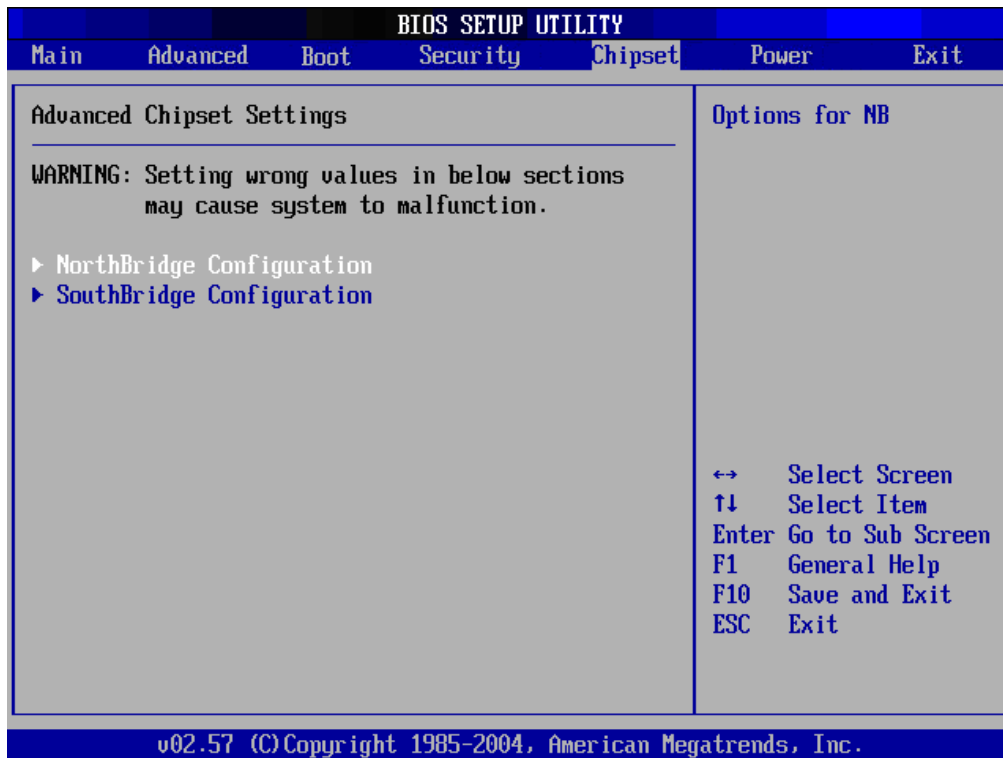 BIOS SETUP UTILITY
Main Advanced Boot Security Chipset Power Exit
Advanced Chipset Settings
WARNING: Setting wrong values in below sections
may cause system to malfunction.
▶ NorthBridge Configuration
▶ SouthBridge Configuration
Options for NB
←→ Select Screen
↑↓ Select Item
Enter Go to Sub Screen
F1 General Help
F10 Save and Exit
ESC Exit
v02.57 (C)Copyright 1985-2004, American Megatrends, Inc.